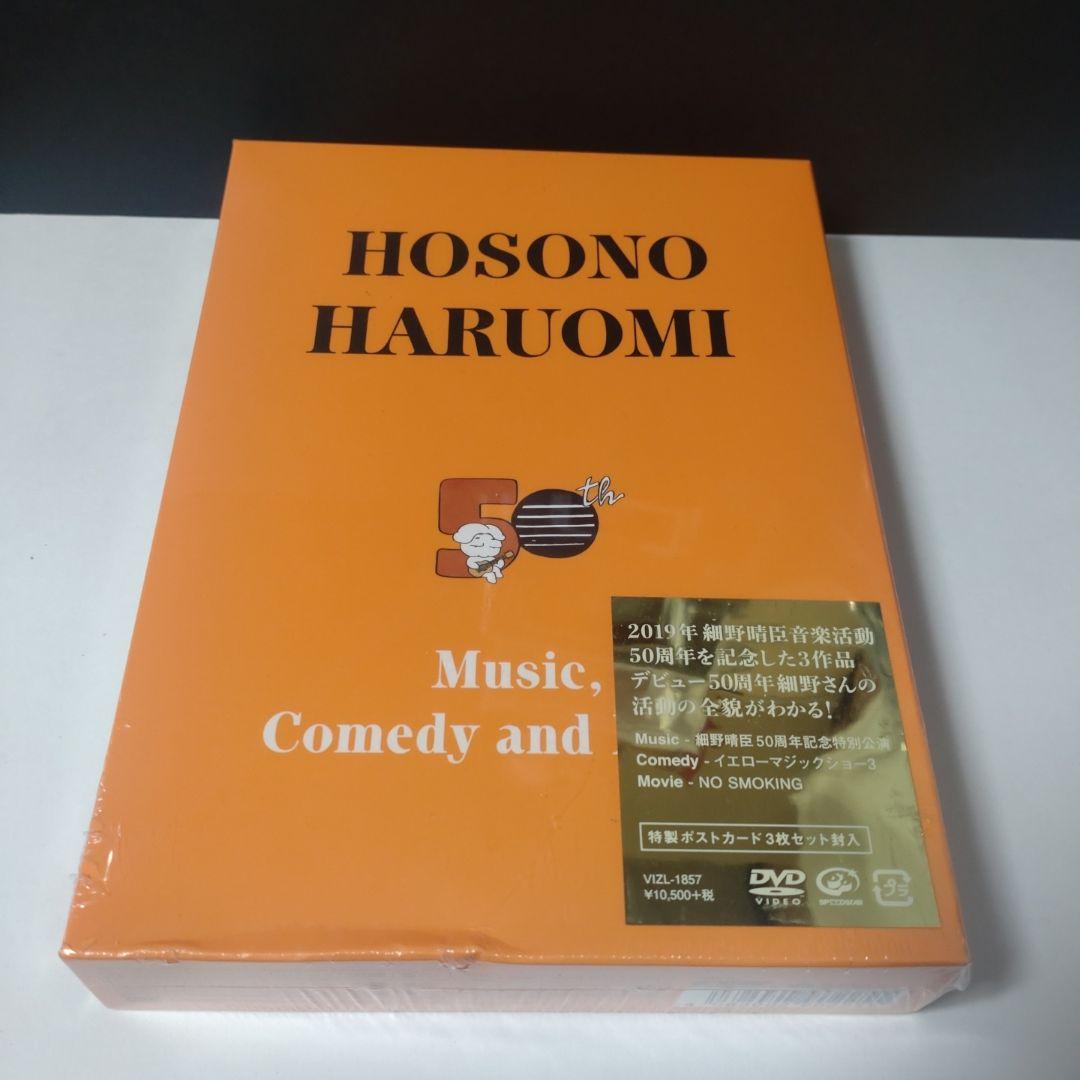 HOSONO
HARUOMI
50th
Music,
Comedy and
2019年 細野晴臣音楽活動
50周年を記念した3作品
デビュー50周年細野さんの
活動の全貌がわかる!
Music - 細野晴臣50周年記念特別公演
Comedy - イエローマジックショー3
Movie - NO SMOKING
特製ポストカード3枚セット封入
VIZL-1857
¥10,500+税
DVD
VIDEO
SPEEDSTAR
プラ